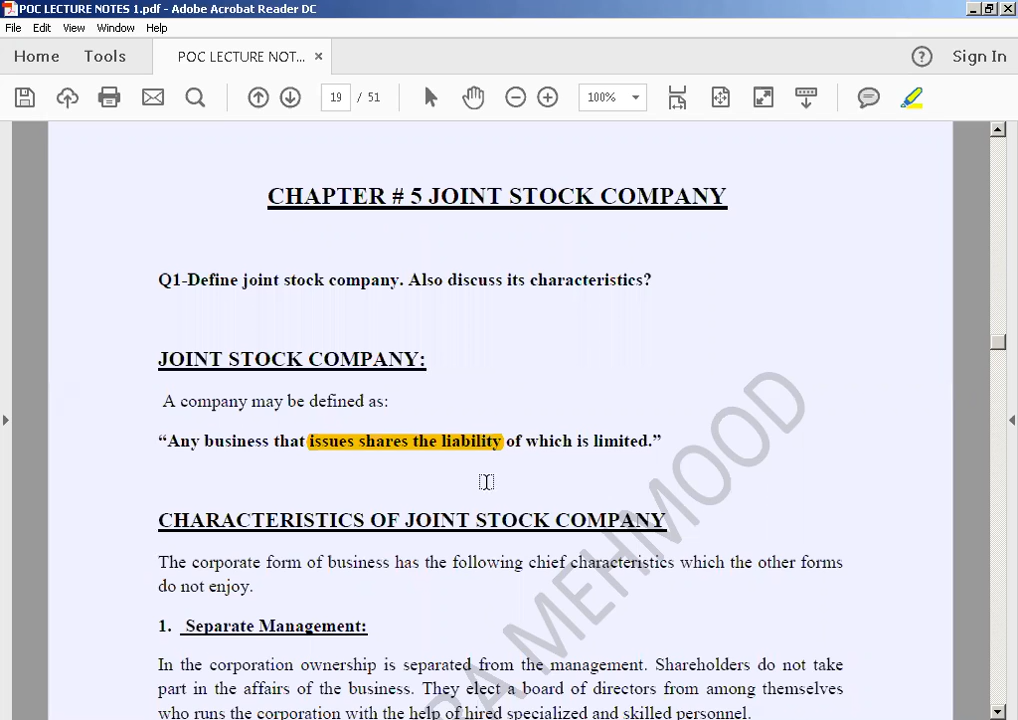 POC LECTURE NOTES 1.pdf - Adobe Acrobat Reader DC
File Edit View Window Help
Home Tools POC LECTURE NOT... × ? Sign In
19 / 51 100%
CHAPTER # 5 JOINT STOCK COMPANY
Q1-Define joint stock company. Also discuss its characteristics?
JOINT STOCK COMPANY:
A company may be defined as:
“Any business that issues shares the liability of which is limited.”
CHARACTERISTICS OF JOINT STOCK COMPANY
The corporate form of business has the following chief characteristics which the other forms
do not enjoy.
1. Separate Management:
In the corporation ownership is separated from the management. Shareholders do not take
part in the affairs of the business. They elect a board of directors from among themselves
who runs the corporation with the help of hired specialized and skilled personnel.
RA MEHMOOD